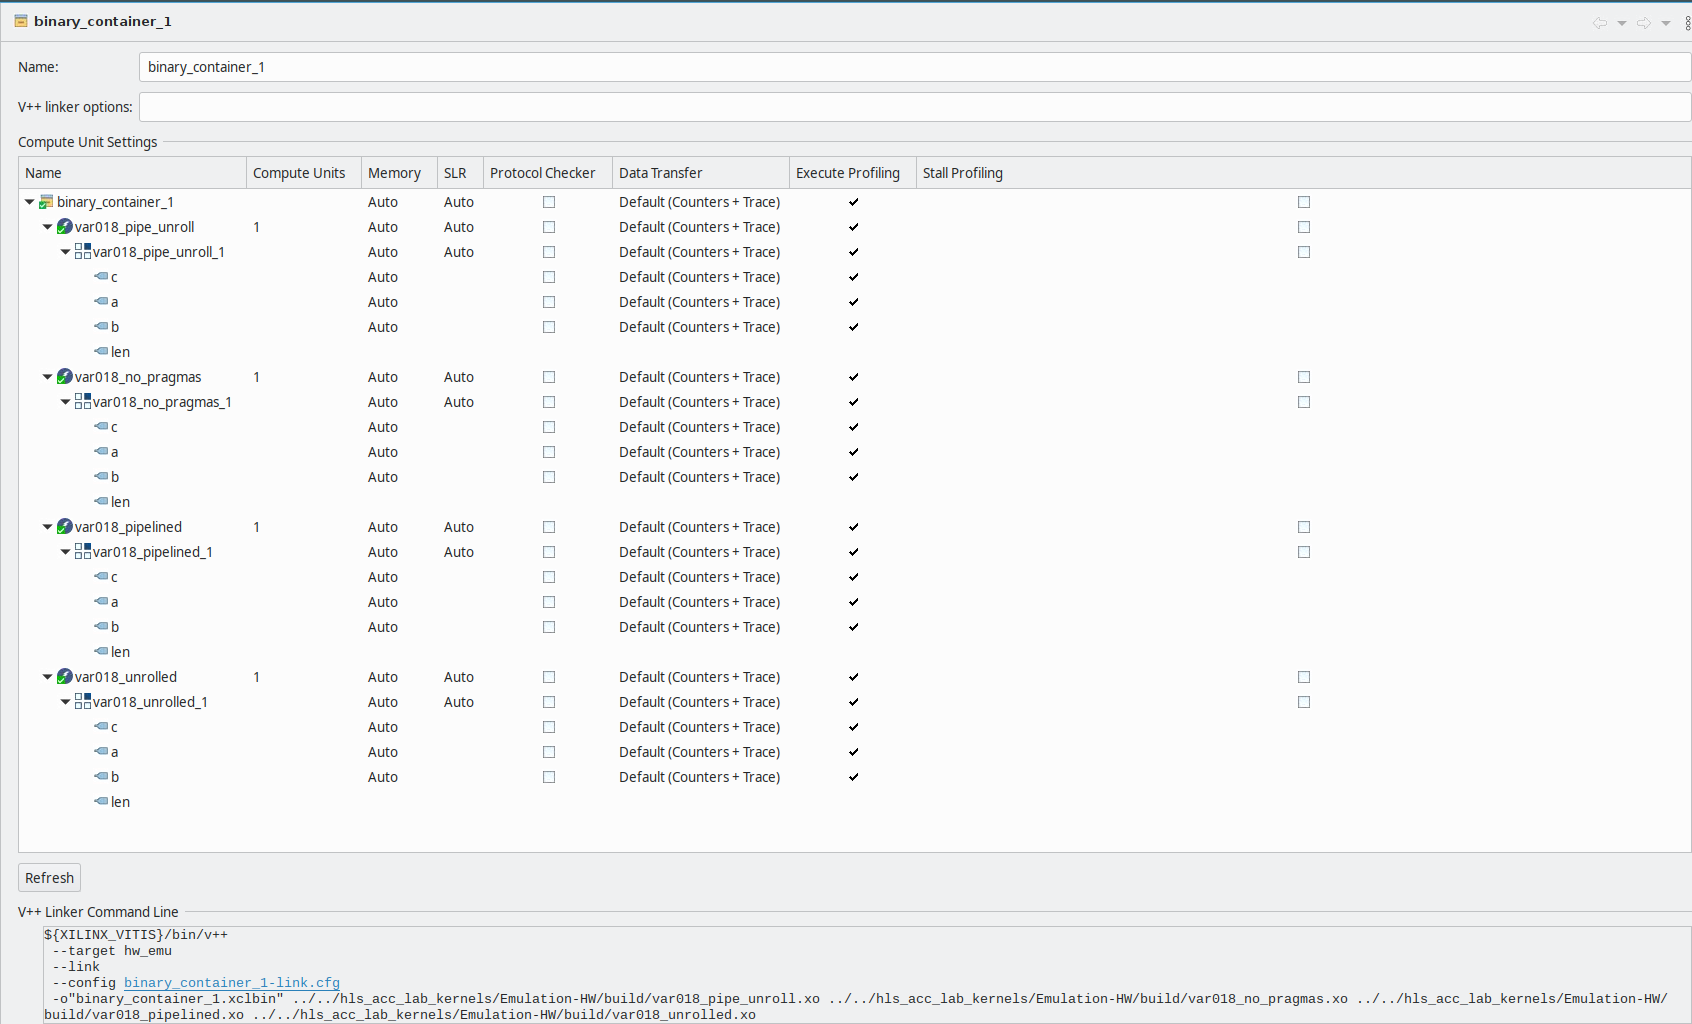 binary_container_1
Name: binary_container_1
V++ linker options:
Compute Unit Settings
Name Compute Units Memory SLR Protocol Checker Data Transfer Execute Profiling Stall Profiling
binary_container_1 Auto Auto Default (Counters + Trace)
var018_pipe_unroll 1 Auto Auto Default (Counters + Trace)
var018_pipe_unroll_1 Auto Auto Default (Counters + Trace)
c Auto Default (Counters + Trace)
a Auto Default (Counters + Trace)
b Auto Default (Counters + Trace)
len
var018_no_pragmas 1 Auto Auto Default (Counters + Trace)
var018_no_pragmas_1 Auto Auto Default (Counters + Trace)
c Auto Default (Counters + Trace)
a Auto Default (Counters + Trace)
b Auto Default (Counters + Trace)
len
var018_pipelined 1 Auto Auto Default (Counters + Trace)
var018_pipelined_1 Auto Auto Default (Counters + Trace)
c Auto Default (Counters + Trace)
a Auto Default (Counters + Trace)
b Auto Default (Counters + Trace)
len
var018_unrolled 1 Auto Auto Default (Counters + Trace)
var018_unrolled_1 Auto Auto Default (Counters + Trace)
c Auto Default (Counters + Trace)
a Auto Default (Counters + Trace)
b Auto Default (Counters + Trace)
len
Refresh
V++ Linker Command Line
${XILINX_VITIS}/bin/v++
--target hw_emu
--link
--config binary_container_1-link.cfg
-o"binary_container_1.xclbin" ../../hls_acc_lab_kernels/Emulation-HW/build/var018_pipe_unroll.xo ../../hls_acc_lab_kernels/Emulation-HW/build/var018_no_pragmas.xo ../../hls_acc_lab_kernels/Emulation-HW/
build/var018_pipelined.xo ../../hls_acc_lab_kernels/Emulation-HW/build/var018_unrolled.xo